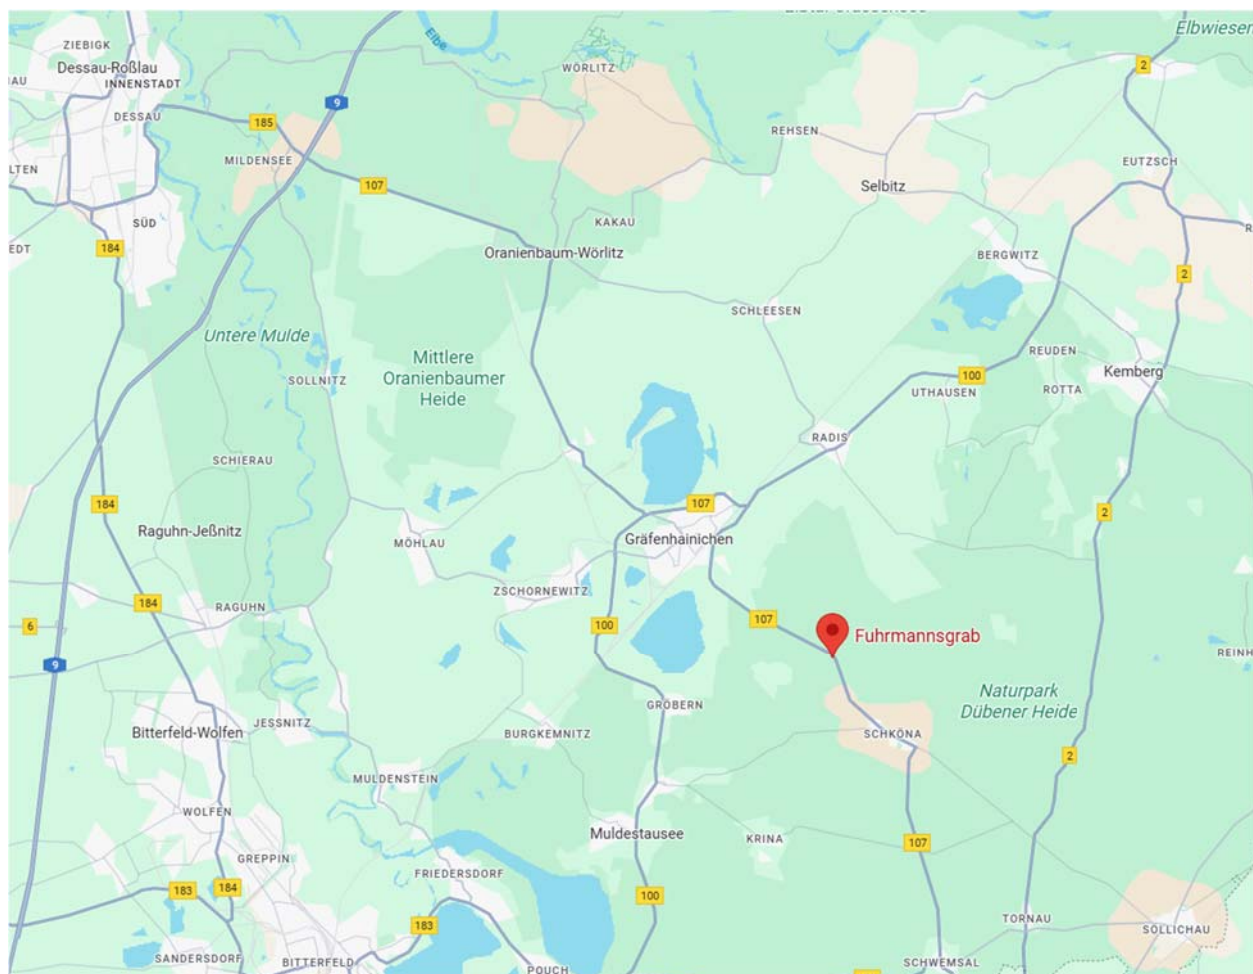 Elbwiesen
ZIEBIGK
Dessau-Roßlau
INNENSTADT
DESSAU
Elbe
WÖRLITZ
2
9
185
MILDENSEE
107
REHSEN
EUTZSCH
Selbitz
SÜD
184
KAKAU
Oranienbaum-Wörlitz
BERGWITZ
2
SCHLEESEN
Untere Mulde
Mittlere
Oranienbaumer
Heide
SOLLNITZ
REUDEN
Kemberg
100
UTHAUSEN
ROTTA
RADIS
SCHIERAU
184
107
2
Raguhn-Jeßnitz
MÖHLAU
Gräfenhainichen
ZSCHORNEWITZ
184
RAGUHN
6
100
107
Fuhrmannsgrab
9
Naturpark
Dübener Heide
GRÖBERN
JESSNITZ
Bitterfeld-Wolfen
BURGKEMNITZ
SCHKÖNA
2
MULDENSTEIN
WOLFEN
Muldestausee
KRINA
107
GREPPIN
FRIEDERSDORF
183
184
100
183
TORNAU
SÖLLICHAU
SANDERSDORF
BITTERFELD
POUCH
SCHWEMSAL